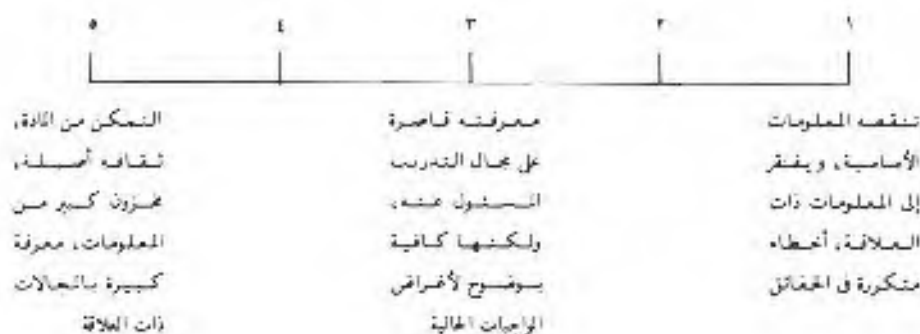 ١ ٢ ٣ ٤ ٥
تنقصه المعلومات
الأساسية، ويفتقر
إلى المعلومات ذات
العلاقة، أخطاء
متكررة فى الحقائق
معرفته قاصرة
على مجال التدريب
المسئول عنه،
ولكنها كافية
بوضوح لأغراض
الواجبات الحالية
التمكن من المادة،
ثقافة أصيلة،
مخزون كبير من
المعلومات، معرفة
كبيرة بالمجالات
ذات العلاقة